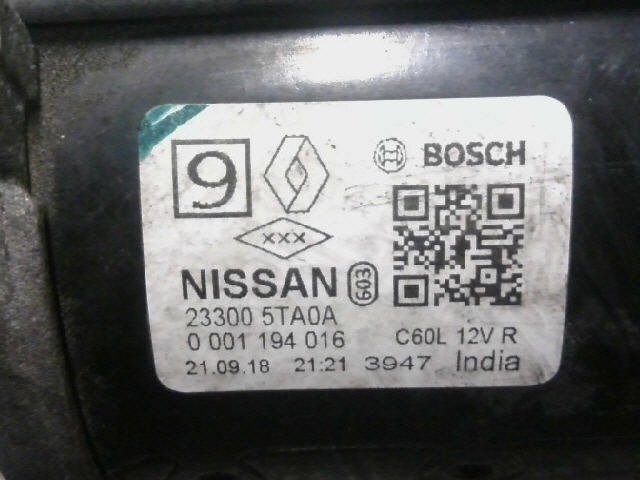 9
BOSCH
xxx
NISSAN 603
23300 5TA0A
0 001 194 016 C60L 12V R
21.09.18 21:21 3947 India